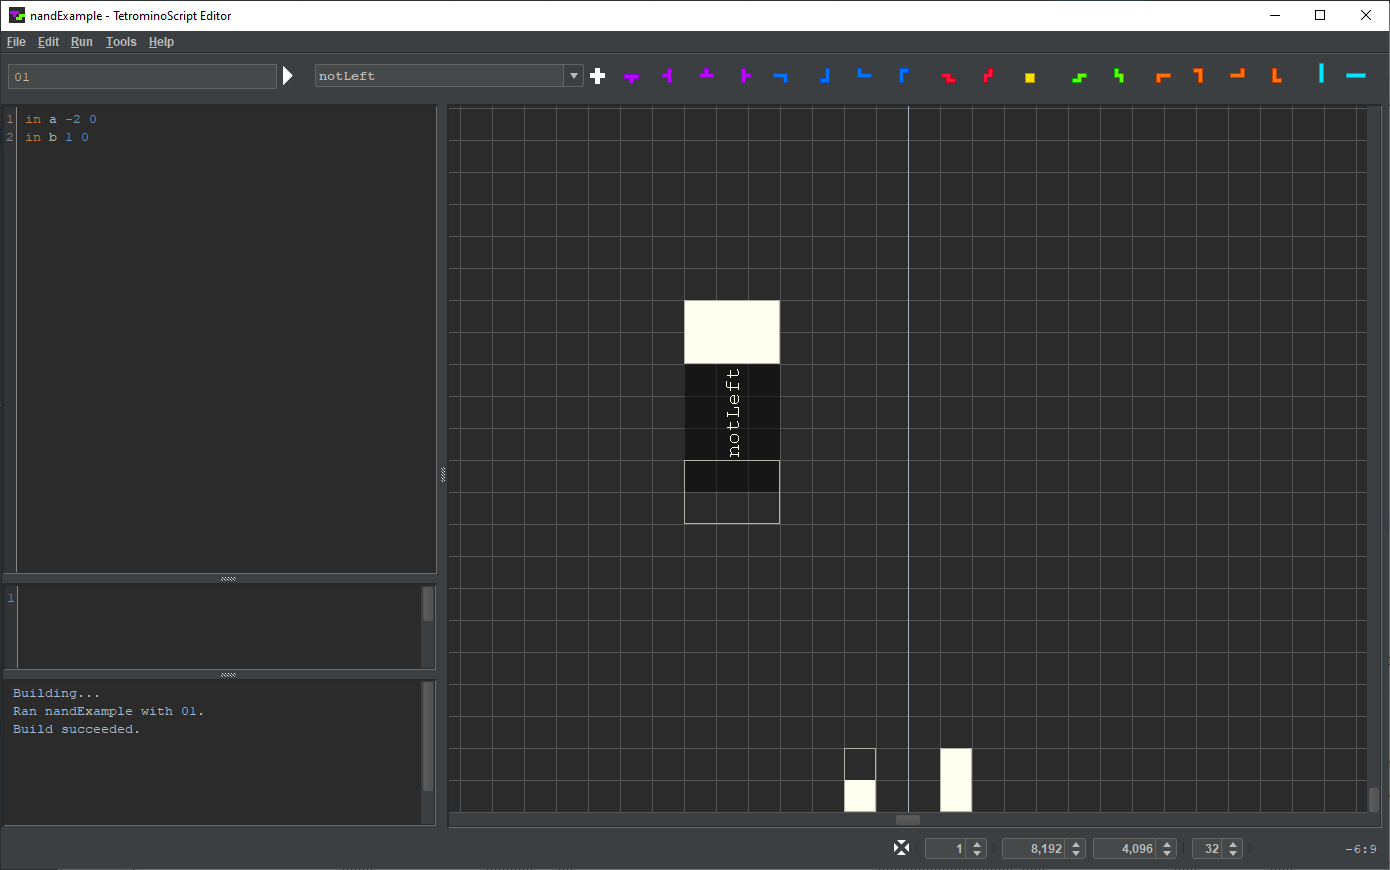 nandExample - TetrominoScript Editor
File Edit Run Tools Help
01
notLeft
1 in a -2 0
2 in b 1 0
notLeft
1
Building...
Ran nandExample with 01.
Build succeeded.
1 8,192 4,096 32 -6:9